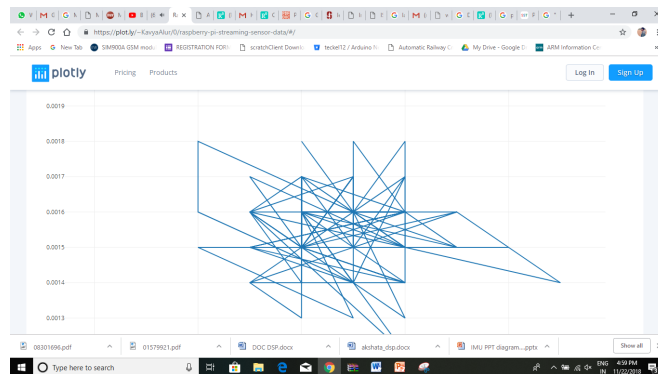 https://plot.ly/~KavyaAlur/0/raspberry-pi-streaming-sensor-data/#/
Apps
New Tab
SIM900A GSM modu
REGISTRATION FORM
scratchClient Downlo
teckel12 / Arduino N
Automatic Railway C
My Drive - Google D
ARM Information Ce
plotly
Pricing
Products
Log In
Sign Up
0.0019
0.0018
0.0017
0.0016
0.0015
0.0014
0.0013
08301696.pdf
01579921.pdf
DOC DSP.docx
akshata_dsp.docx
IMU PPT diagram....pptx
Show all
Type here to search
ENG
IN
4:59 PM
11/22/2018